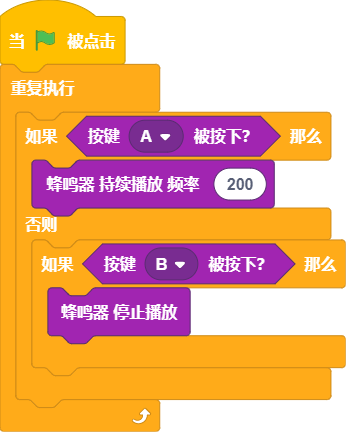 当 被点击
重复执行
如果 按键 A 被按下? 那么
蜂鸣器 持续播放 频率 200
否则
如果 按键 B 被按下? 那么
蜂鸣器 停止播放